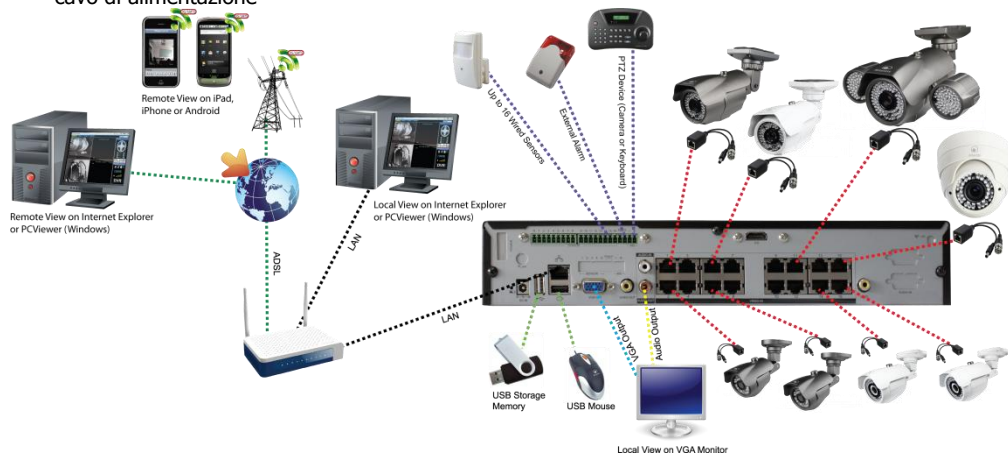 cavo di alimentazione
Remote View on iPad,
iPhone or Android
Remote View on Internet Explorer
or PCViewer (Windows)
Local View on Internet Explorer
or PCViewer (Windows)
ADSL
LAN
LAN
Up to 16 Wired Sensors
External Alarm
PTZ Device (Camera or Keyboard)
VGA Output
Audio Output
USB Storage
Memory
USB Mouse
Local View on VGA Monitor